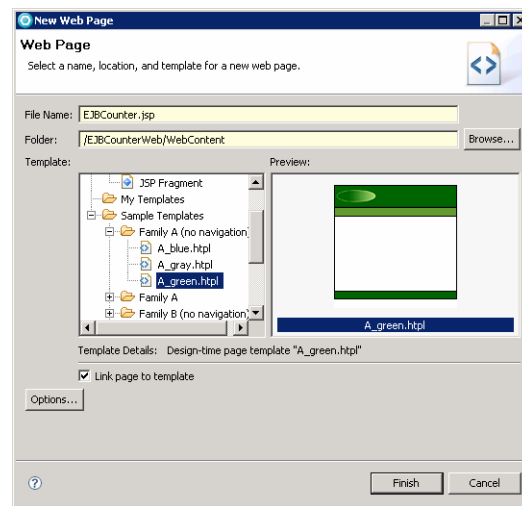 New Web Page
Web Page
Select a name, location, and template for a new web page.
File Name: EJBCounter.jsp
Folder: /EJBCounterWeb/WebContent Browse...
Template: Preview:
JSP Fragment
My Templates
Sample Templates
Family A (no navigation)
A_blue.htpl
A_gray.htpl
A_green.htpl
Family A
Family B (no navigation)
A_green.htpl
Template Details: Design-time page template "A_green.htpl"
Link page to template
Options...
? Finish Cancel